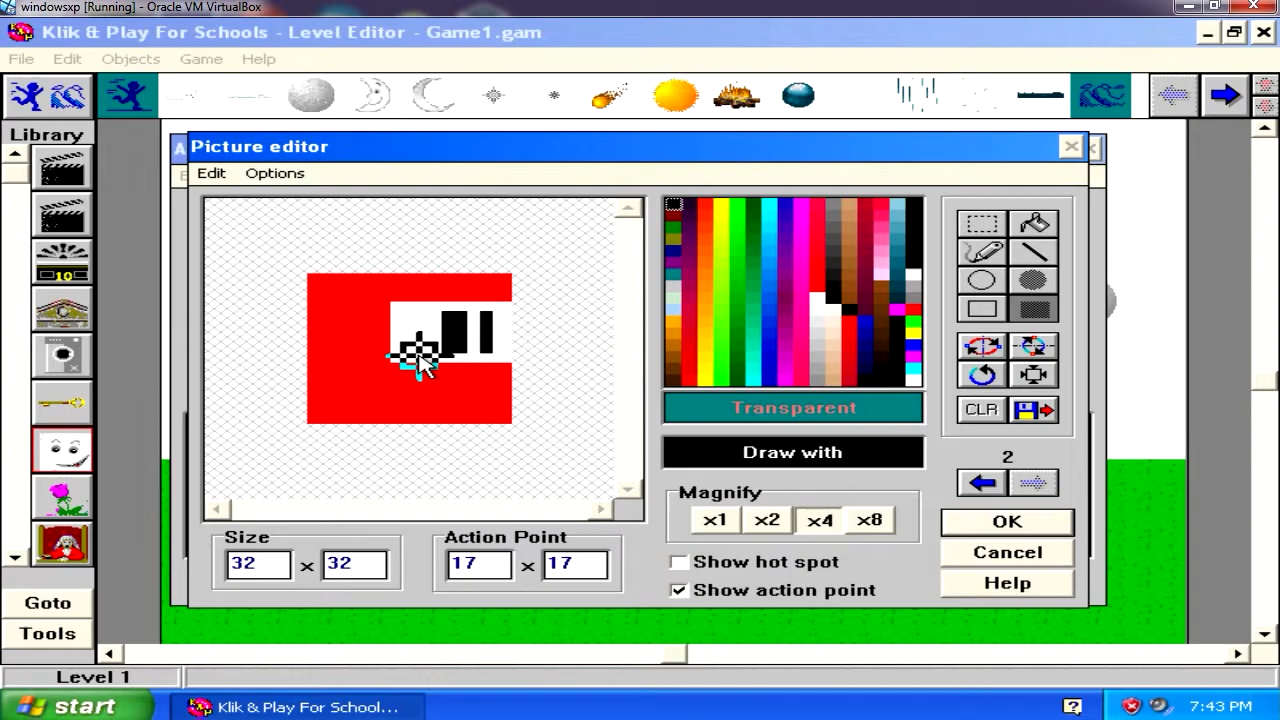 windowsxp [Running] - Oracle VM VirtualBox
Klik & Play For Schools - Level Editor - Game1.gam
File Edit Objects Game Help
Library
10
Picture editor
Edit Options
Transparent
Draw with
Magnify
x1 x2 x4 x8
Show hot spot
Show action point
Size
32 x 32
Action Point
17 x 17
CLR
2
OK
Cancel
Help
Goto
Tools
Level 1
start
Klik & Play For School...
7:43 PM